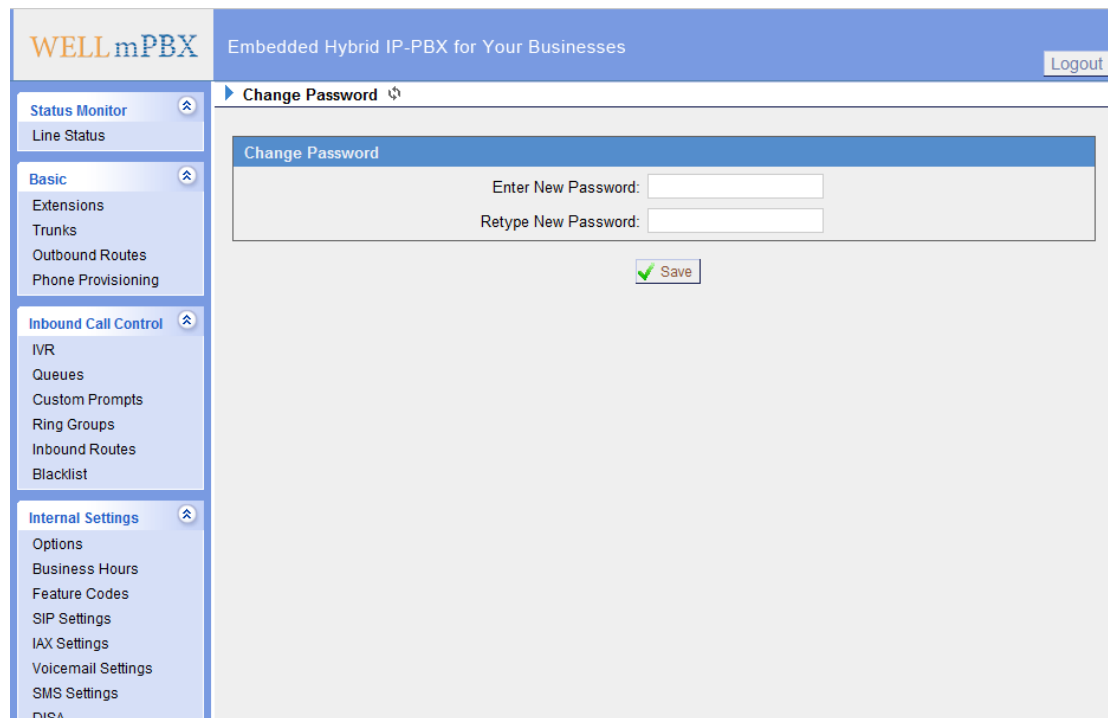 WELL mPBX
Embedded Hybrid IP-PBX for Your Businesses
Logout
Status Monitor
Line Status
Basic
Extensions
Trunks
Outbound Routes
Phone Provisioning
Inbound Call Control
IVR
Queues
Custom Prompts
Ring Groups
Inbound Routes
Blacklist
Internal Settings
Options
Business Hours
Feature Codes
SIP Settings
IAX Settings
Voicemail Settings
SMS Settings
DISA
Change Password
Change Password
Enter New Password:
Retype New Password:
Save